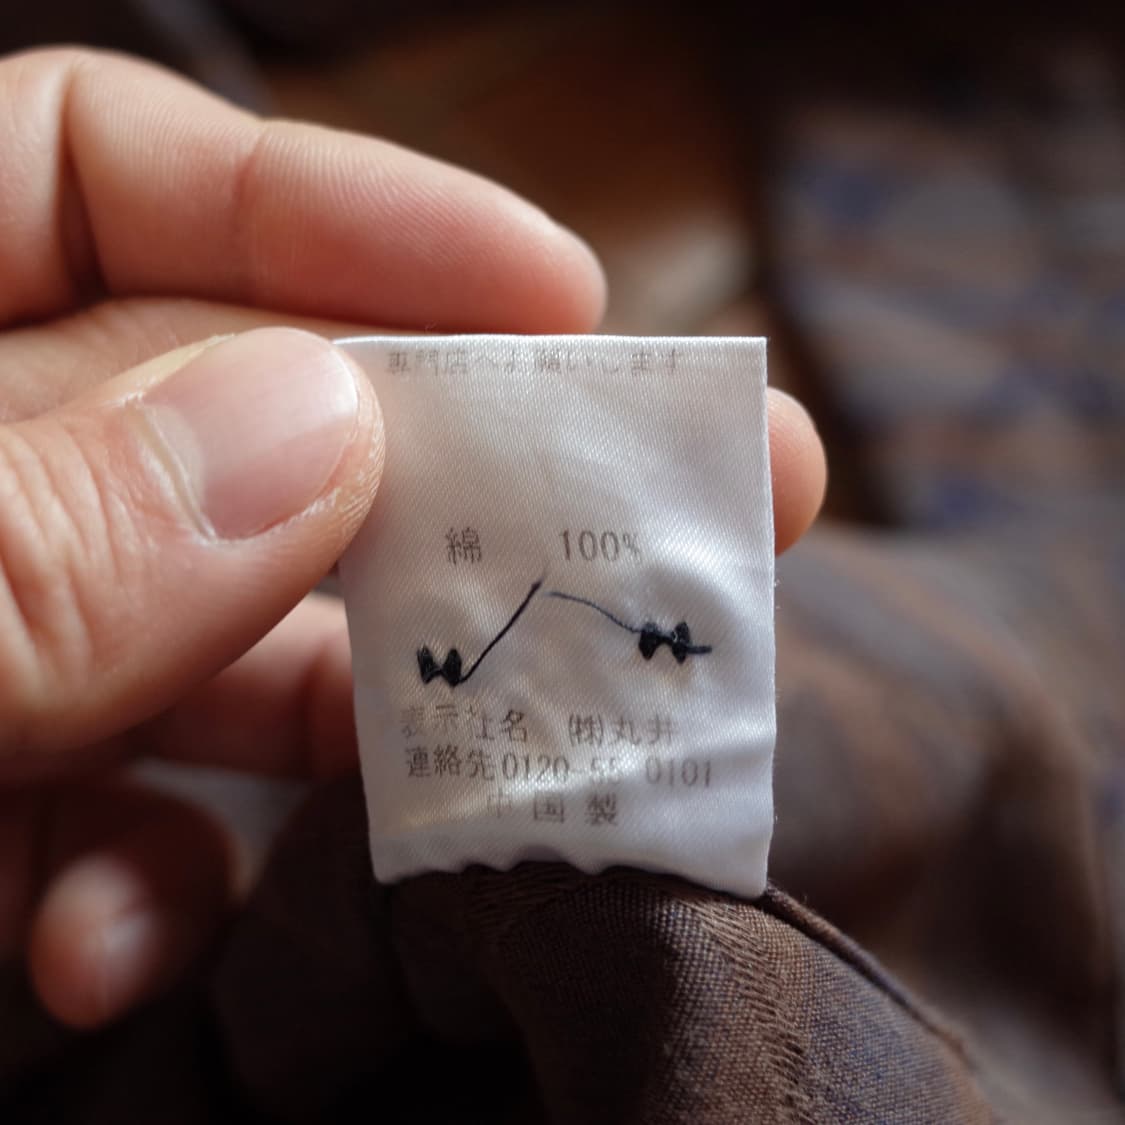 専門店へお願いします
綿 100%
表示社名 ㈱丸井
連絡先0120-55-0101
中国製